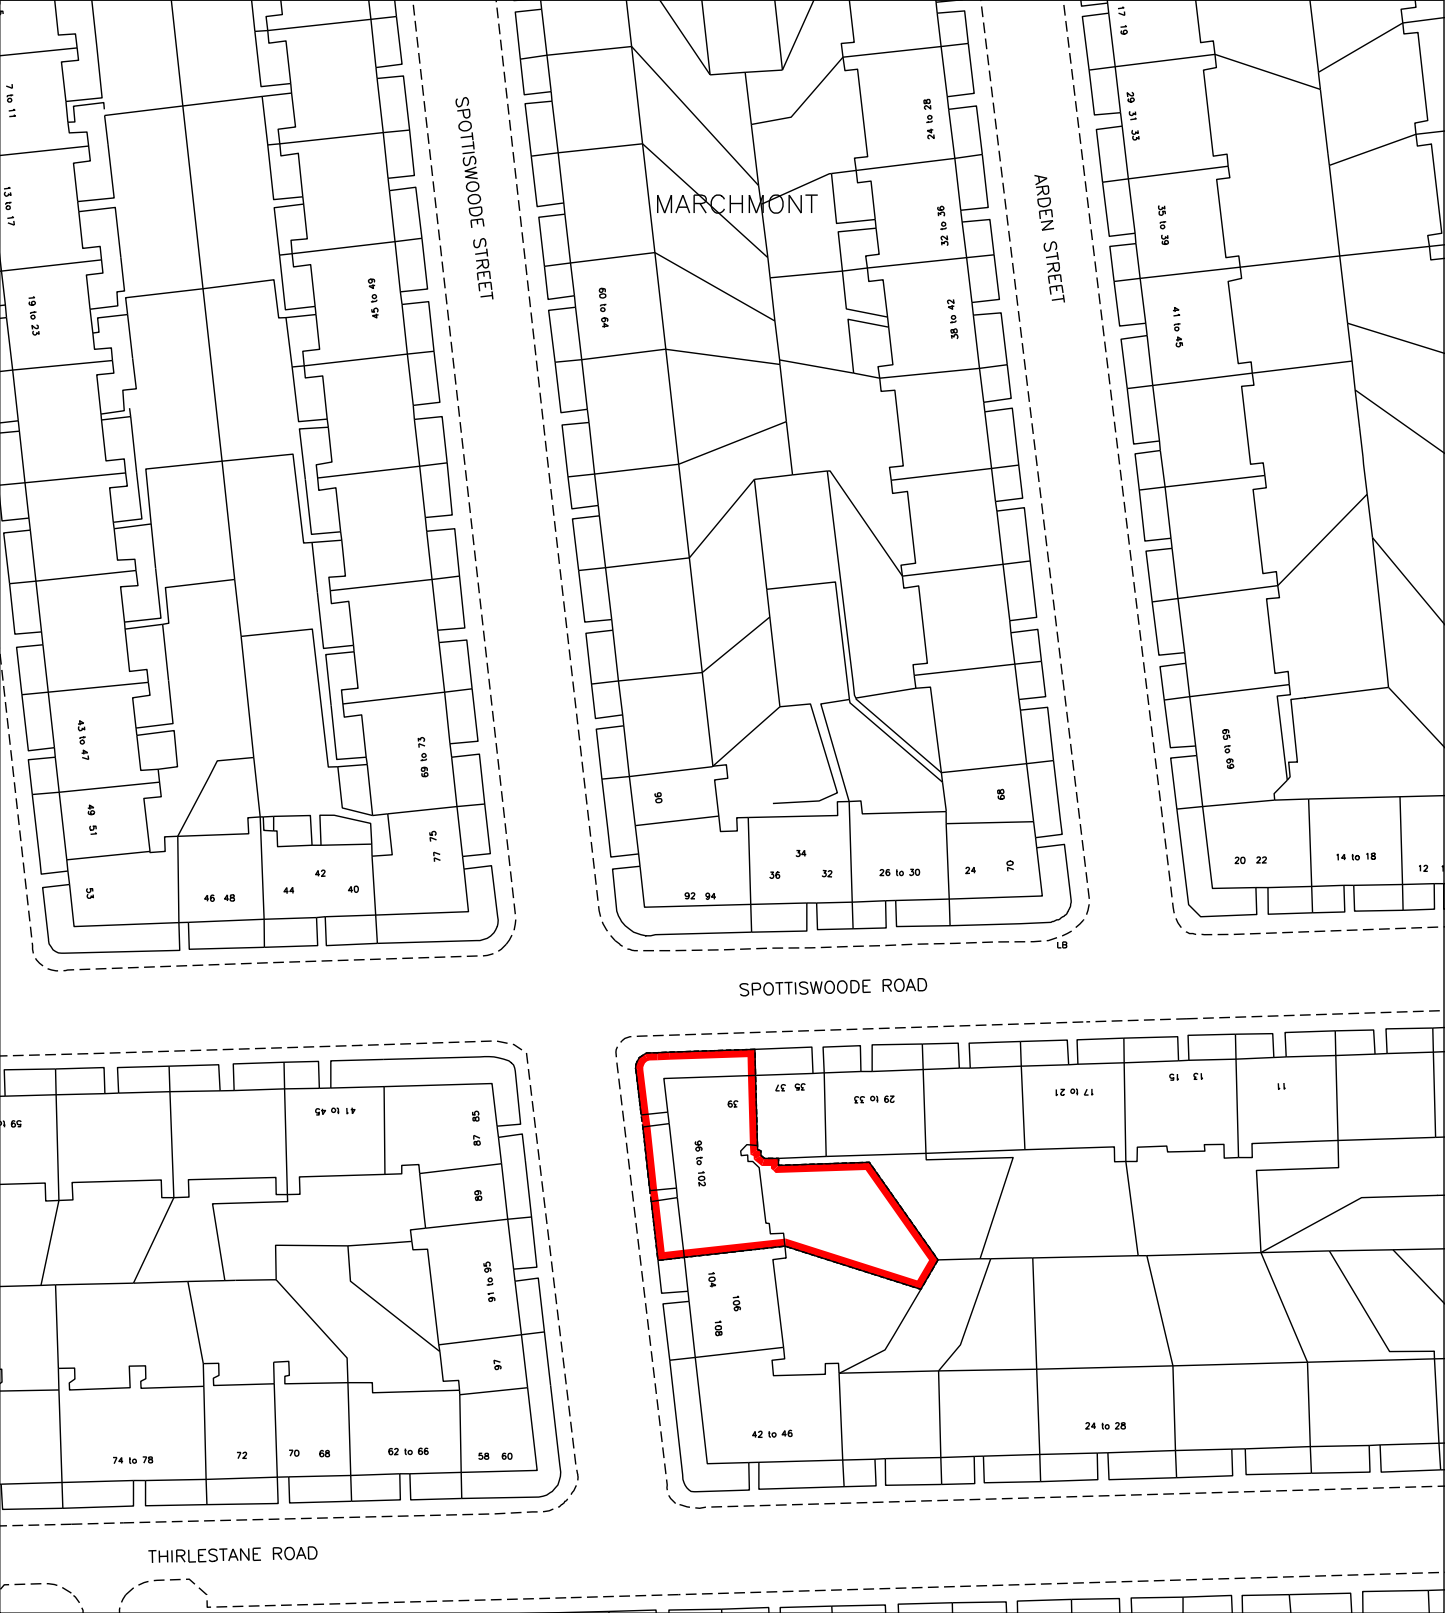 17 19
7 to 11
SPOTTISWOODE STREET
24 to 28
29 31 33
13 to 17
MARCHMONT
ARDEN STREET
32 to 36
35 to 39
19 to 23
45 to 49
60 to 64
38 to 42
41 to 45
43 to 47
69 to 73
65 to 69
90
68
49 51
77 75
34
36
32
26 to 30
24
70
20 22
14 to 18
12
53
46 48
44
42
40
92 94
LB
SPOTTISWOODE ROAD
59 to
41 to 45
87 85
39
35 37
29 to 33
17 to 21
13 15
11
96 to 102
89
91 to 95
104
106
108
97
74 to 78
72
70 68
62 to 66
58 60
42 to 46
24 to 28
THIRLESTANE ROAD